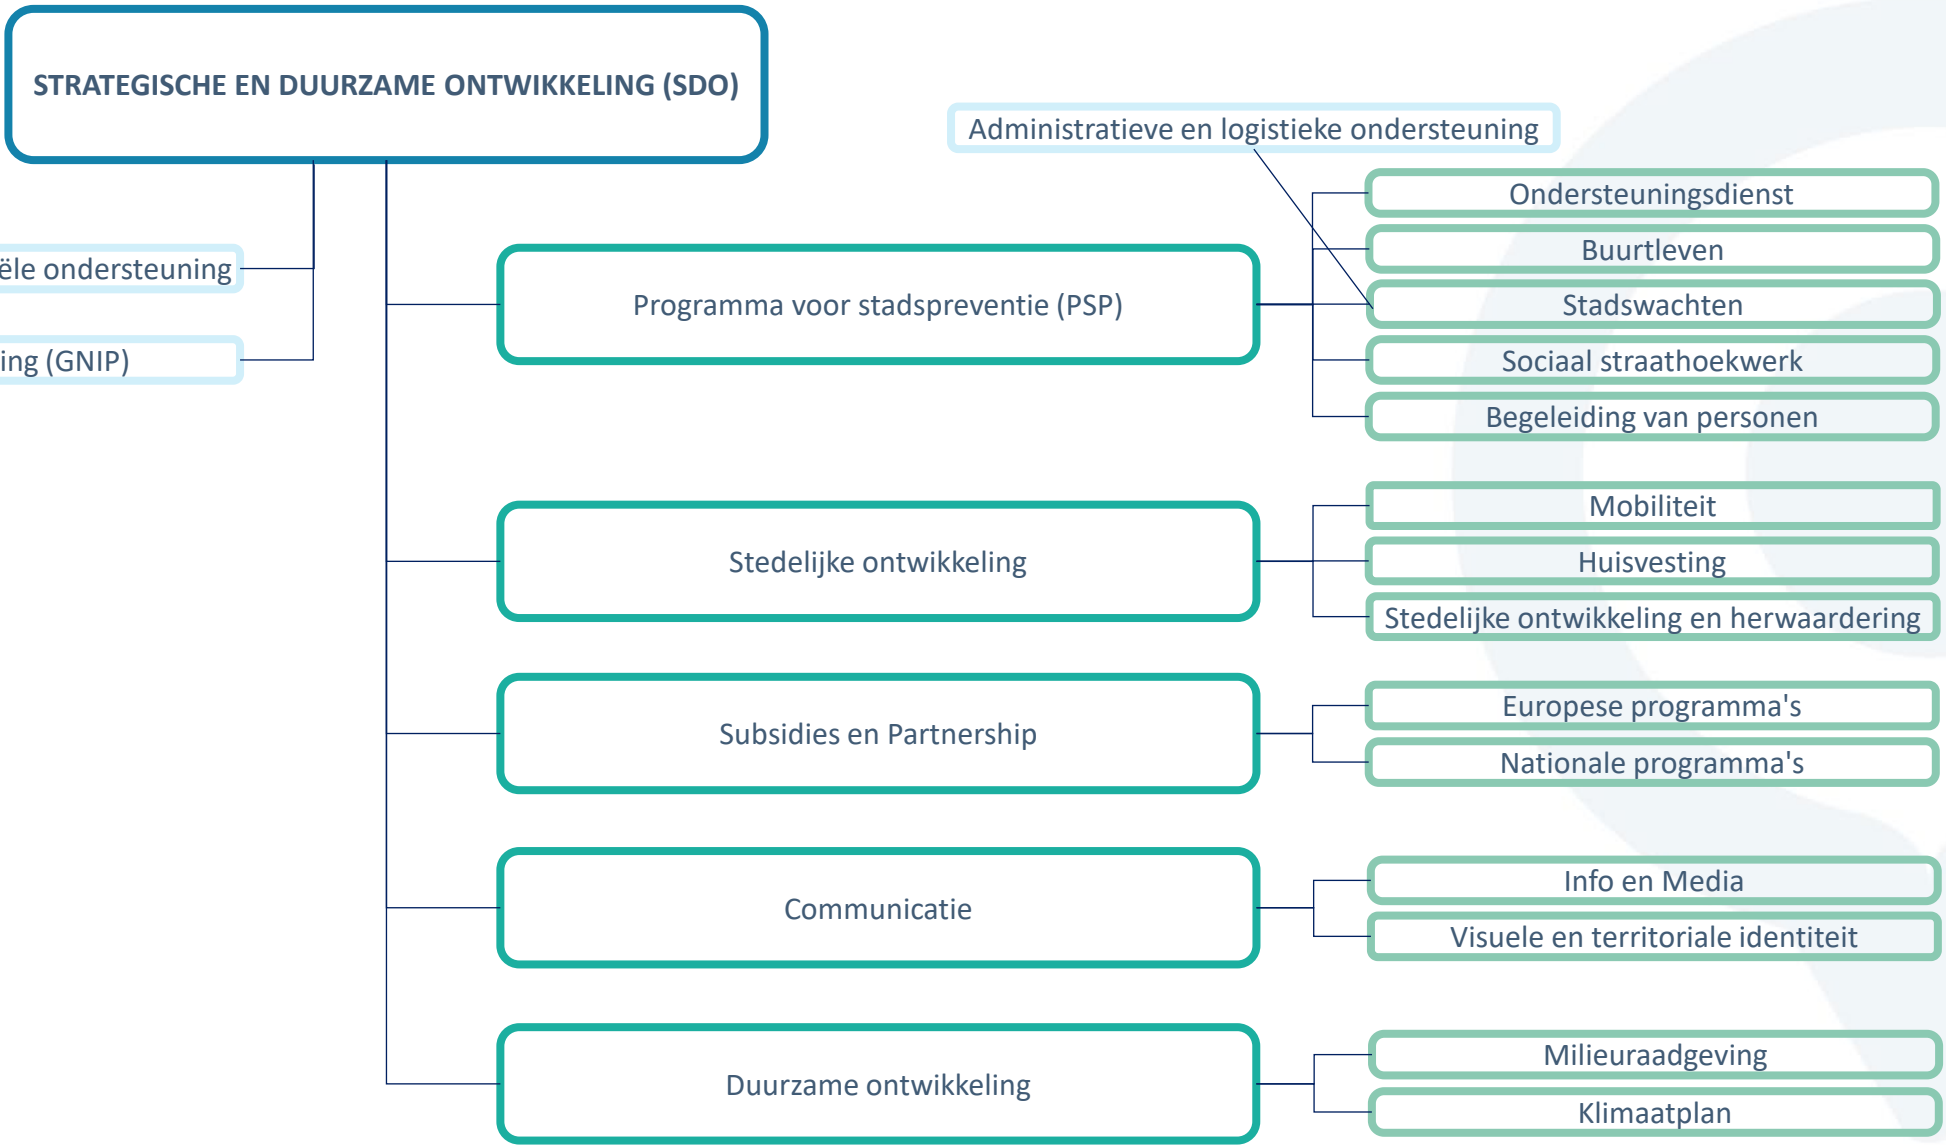 STRATEGISCHE EN DUURZAME ONTWIKKELING (SDO)
Administratieve en logistieke ondersteuning
ondersteuning
(GNIP)
Programma voor stadspreventie (PSP)
Ondersteuningsdienst
Buurtleven
Stadswachten
Sociaal straathoekwerk
Begeleiding van personen
Stedelijke ontwikkeling
Mobiliteit
Huisvesting
Stedelijke ontwikkeling en herwaardering
Subsidies en Partnership
Europese programma's
Nationale programma's
Communicatie
Info en Media
Visuele en territoriale identiteit
Duurzame ontwikkeling
Milieuraadgeving
Klimaatplan